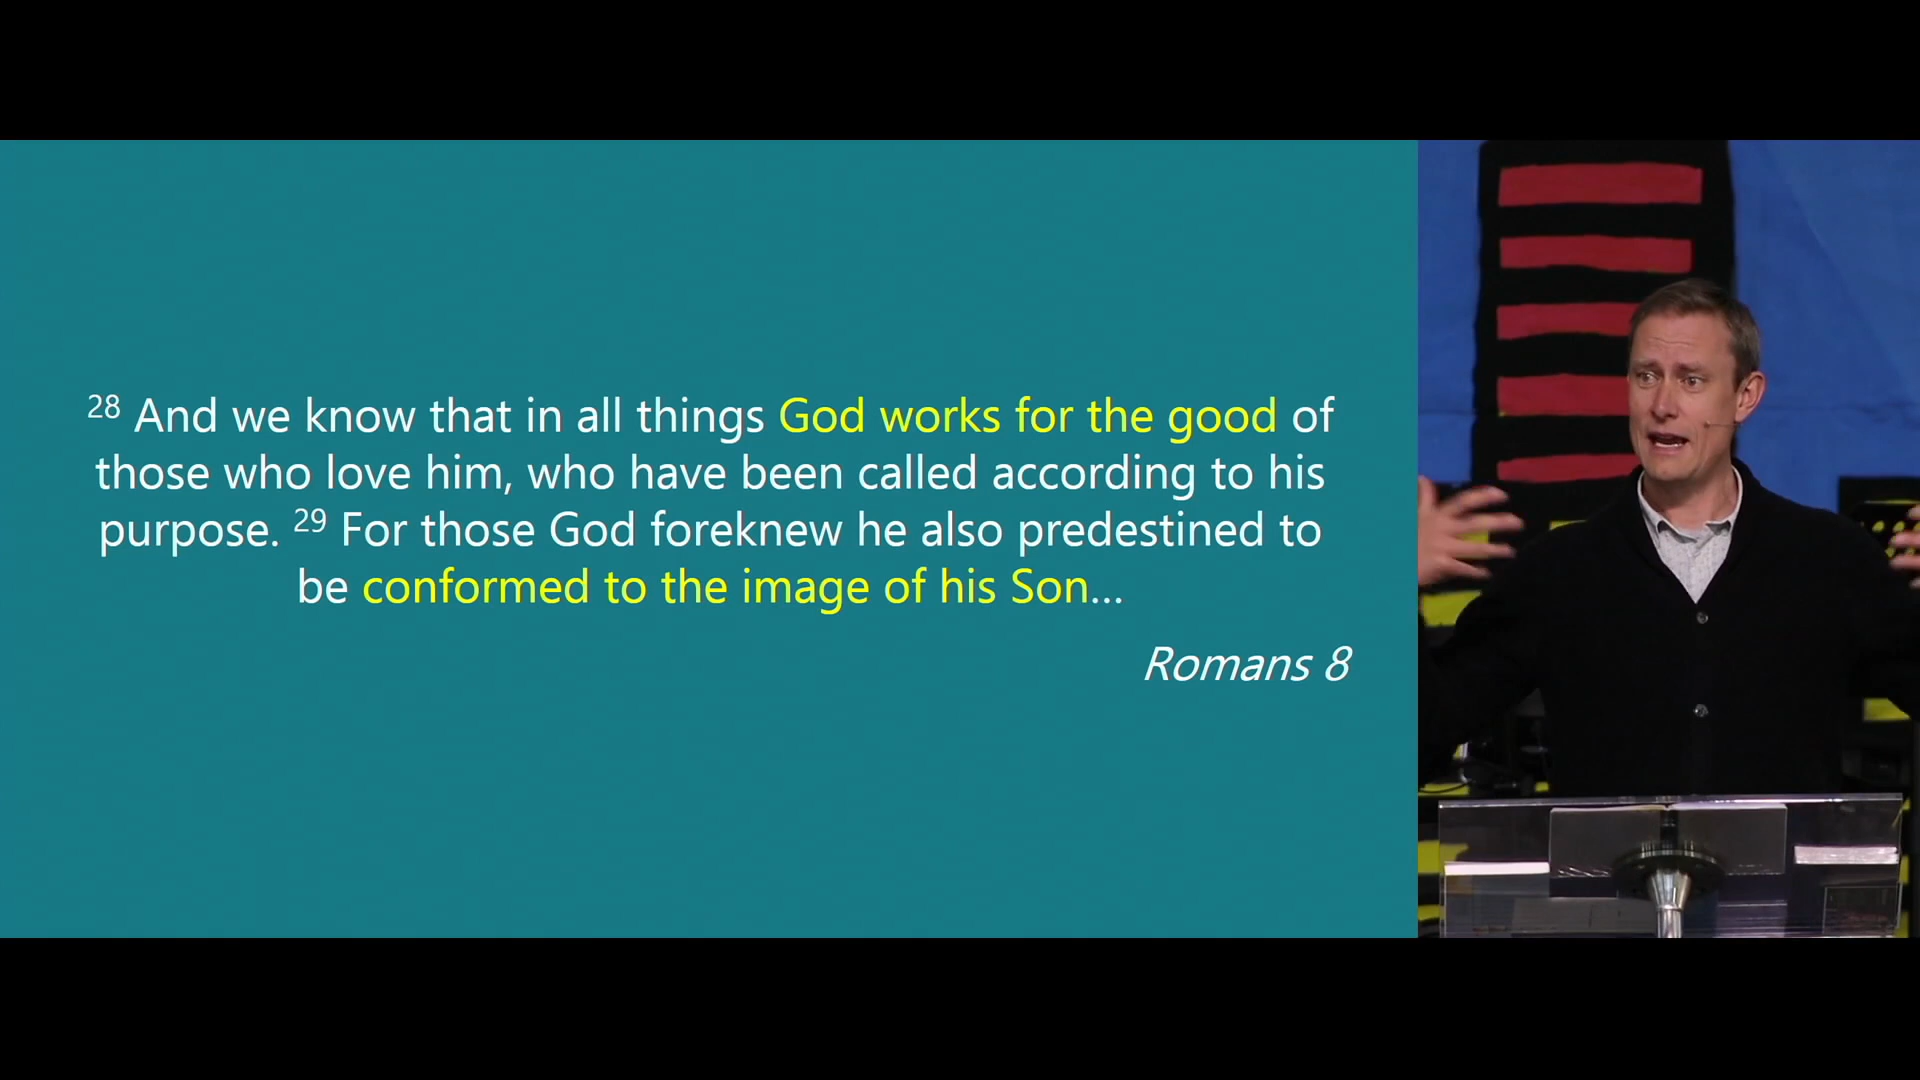 28 And we know that in all things God works for the good of
those who love him, who have been called according to his
purpose. 29 For those God foreknew he also predestined to
be conformed to the image of his Son...
Romans 8